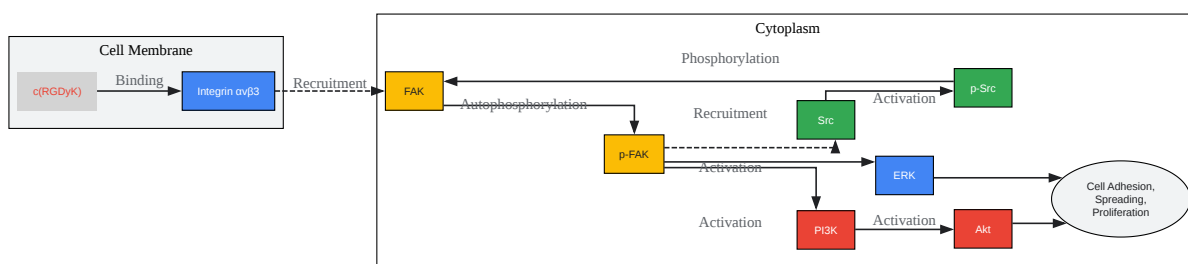 Cytoplasm
Cell Membrane
Phosphorylation
c(RGDyK)
Binding
Integrin αvβ3
Recruitment
FAK
Autophosphorylation
p-FAK
Recruitment
Src
Activation
p-Src
Activation
ERK
Activation
PI3K
Activation
Akt
Cell Adhesion,
Spreading,
Proliferation